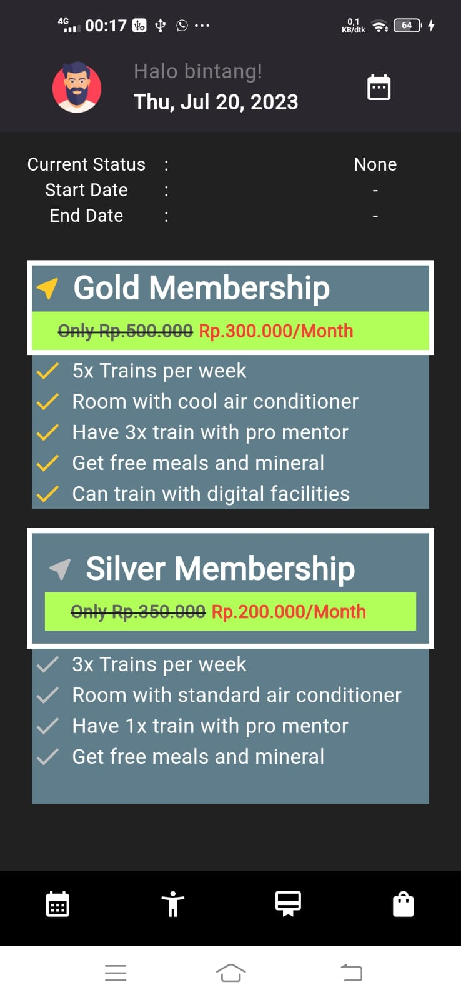 4G 00:17 ... 0,1 KB/dtk 64
Halo bintang!
Thu, Jul 20, 2023
Current Status : None
Start Date : -
End Date : -
Gold Membership
Only Rp.500.000 Rp.300.000/Month
5x Trains per week
Room with cool air conditioner
Have 3x train with pro mentor
Get free meals and mineral
Can train with digital facilities
Silver Membership
Only Rp.350.000 Rp.200.000/Month
3x Trains per week
Room with standard air conditioner
Have 1x train with pro mentor
Get free meals and mineral